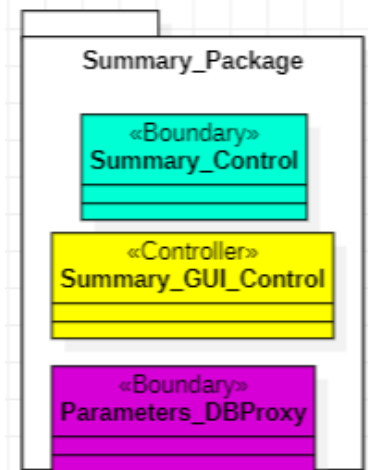 Summary_Package
«Boundary»
Summary_Control
«Controller»
Summary_GUI_Control
«Boundary»
Parameters_DBProxy